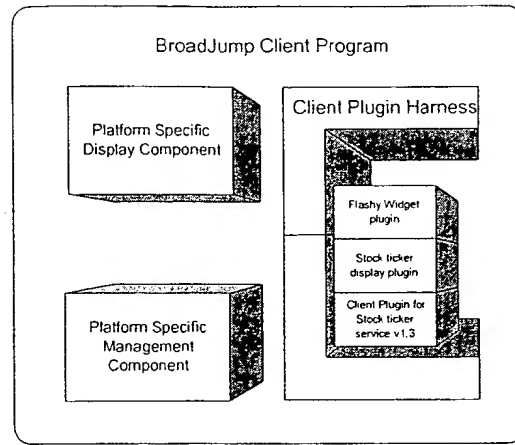 BroadJump Client Program
Platform Specific
Display Component
Client Plugin Harness
Flashy Widget
plugin
Stock ticker
display plugin
Client Plugin for
Stock ticker
service v1.3
Platform Specific
Management
Component